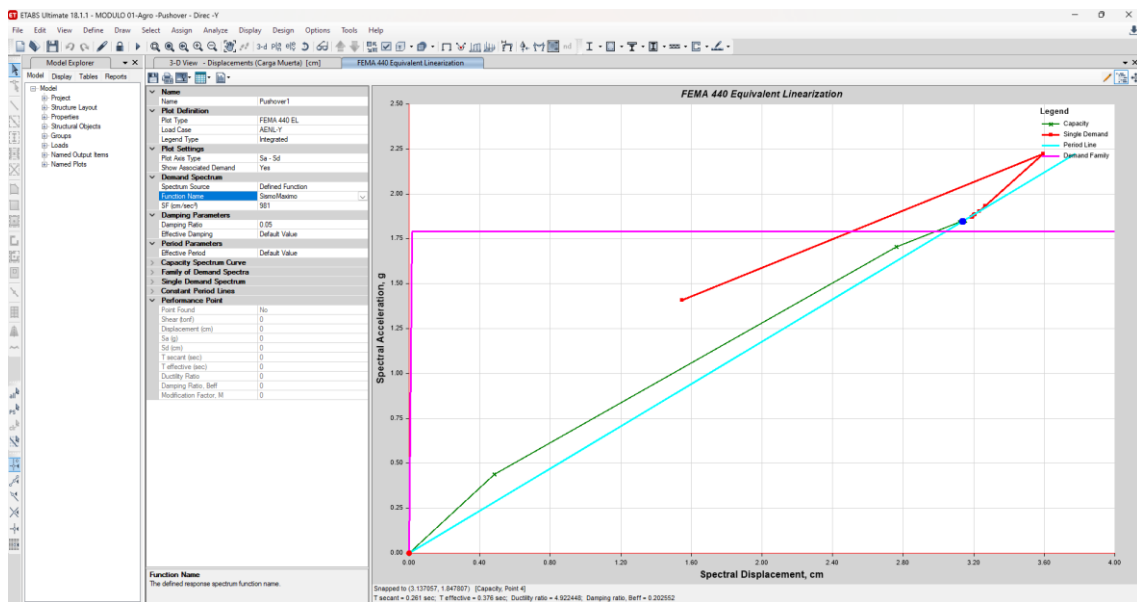 ETABS Ultimate 18.1.1 - MODULO 01-Agro -Pushover - Direc -Y
File Edit View Define Draw Select Assign Analyze Display Design Options Tools Help
Model Explorer
3-D View - Displacements (Carga Muerta) [cm]
FEMA 440 Equivalent Linearization
Model Display Tables Reports
Model
Project
Structure Layout
Properties
Structural Objects
Groups
Loads
Named Output Items
Named Plots
Name
Name Pushover1
Plot Definition
Plot Type FEMA 440 EL
Load Case AENL-Y
Legend Type Integrated
Plot Settings
Plot Axis Type Sa - Sd
Show Associated Demand Yes
Demand Spectrum
Spectrum Source Defined Function
Function Name SismoMaximo
SF (cm/sec²) 981
Damping Parameters
Damping Ratio 0.05
Effective Damping Default Value
Period Parameters
Effective Period Default Value
Capacity Spectrum Curve
Family of Demand Spectra
Single Demand Spectrum
Constant Period Lines
Performance Point
Point Found No
Shear (tonf) 0
Displacement (cm) 0
Sa (g) 0
Sd (cm) 0
T secant (sec) 0
T effective (sec) 0
Ductility Ratio 0
Damping Ratio, Beff 0
Modification Factor, M 0
Function Name
The defined response spectrum function name.
FEMA 440 Equivalent Linearization
Legend
Capacity
Single Demand
Period Line
Demand Family
Spectral Acceleration, g
2.50
2.25
2.00
1.75
1.50
1.25
1.00
0.75
0.50
0.25
0.00
0.00 0.40 0.80 1.20 1.60 2.00 2.40 2.80 3.20 3.60 4.00
Spectral Displacement, cm
Snapped to (3.137057, 1.847807) [Capacity, Point 4]
T secant = 0.261 sec; T effective = 0.376 sec; Ductility ratio = 4.922448; Damping ratio, Beff = 0.202552